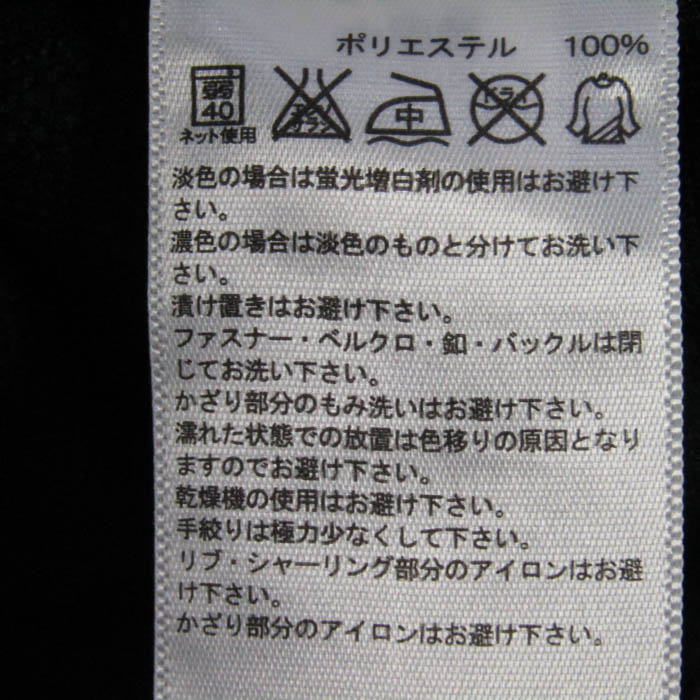 ポリエステル 100%
弱
40
ネット使用
エンソ
サラシ
中
ドライ
淡色の場合は蛍光増白剤の使用はお避け下
さい。
濃色の場合は淡色のものと分けてお洗い下
さい。
漬け置きはお避け下さい。
ファスナー・ベルクロ・釦・バックルは閉
じてお洗い下さい。
かざり部分のもみ洗いはお避け下さい。
濡れた状態での放置は色移りの原因となり
ますのでお避け下さい。
乾燥機の使用はお避け下さい。
手絞りは極力少なくして下さい。
リブ・シャーリング部分のアイロンはお避
け下さい。
かざり部分のアイロンはお避け下さい。